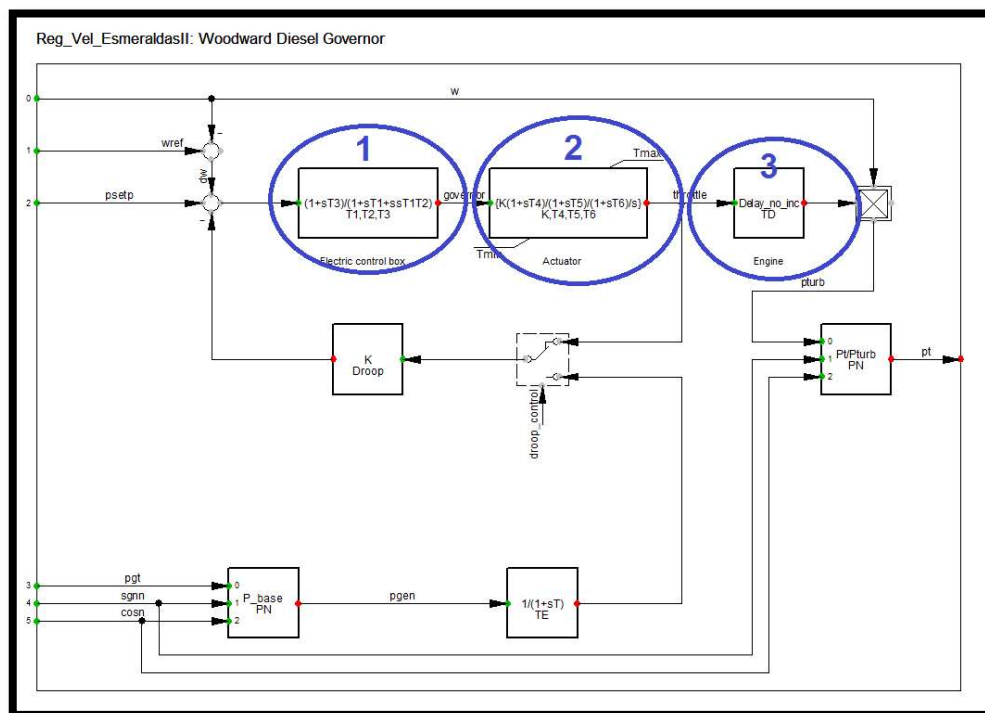 Reg_Vel_EsmeraldasII: Woodward Diesel Governor
0
w
1
wref
-
dw
2
psetp
-
1
(1+sT3)/(1+sT1+ssT1T2)
T1,T2,T3
Electric control box
governor
2
Tmax
{K(1+sT4)/(1+sT5)/(1+sT6)/s}
K,T4,T5,T6
Actuator
throttle
3
Delay_no_inc
TD
Engine
pturb
K
Droop
droop_control
0
1
2
Pt/Pturb
PN
pt
3
pgt
4
sgnn
5
cosn
0
1
2
P_base
PN
pgen
1/(1+sT)
TE